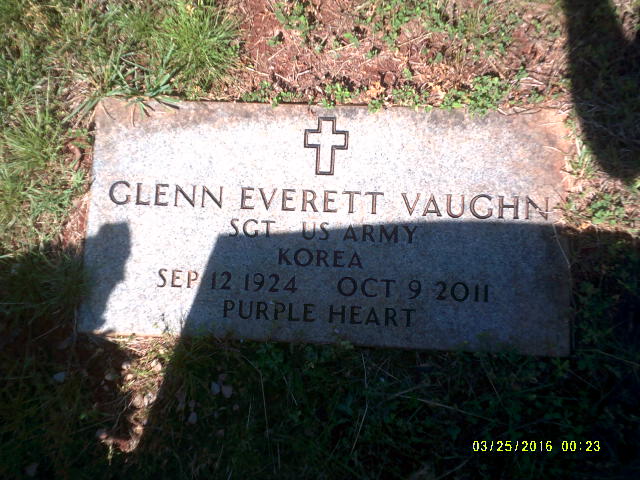 GLENN EVERETT VAUGHN
SGT US ARMY
KOREA
SEP 12 1924 OCT 9 2011
PURPLE HEART
03/25/2016 00:23